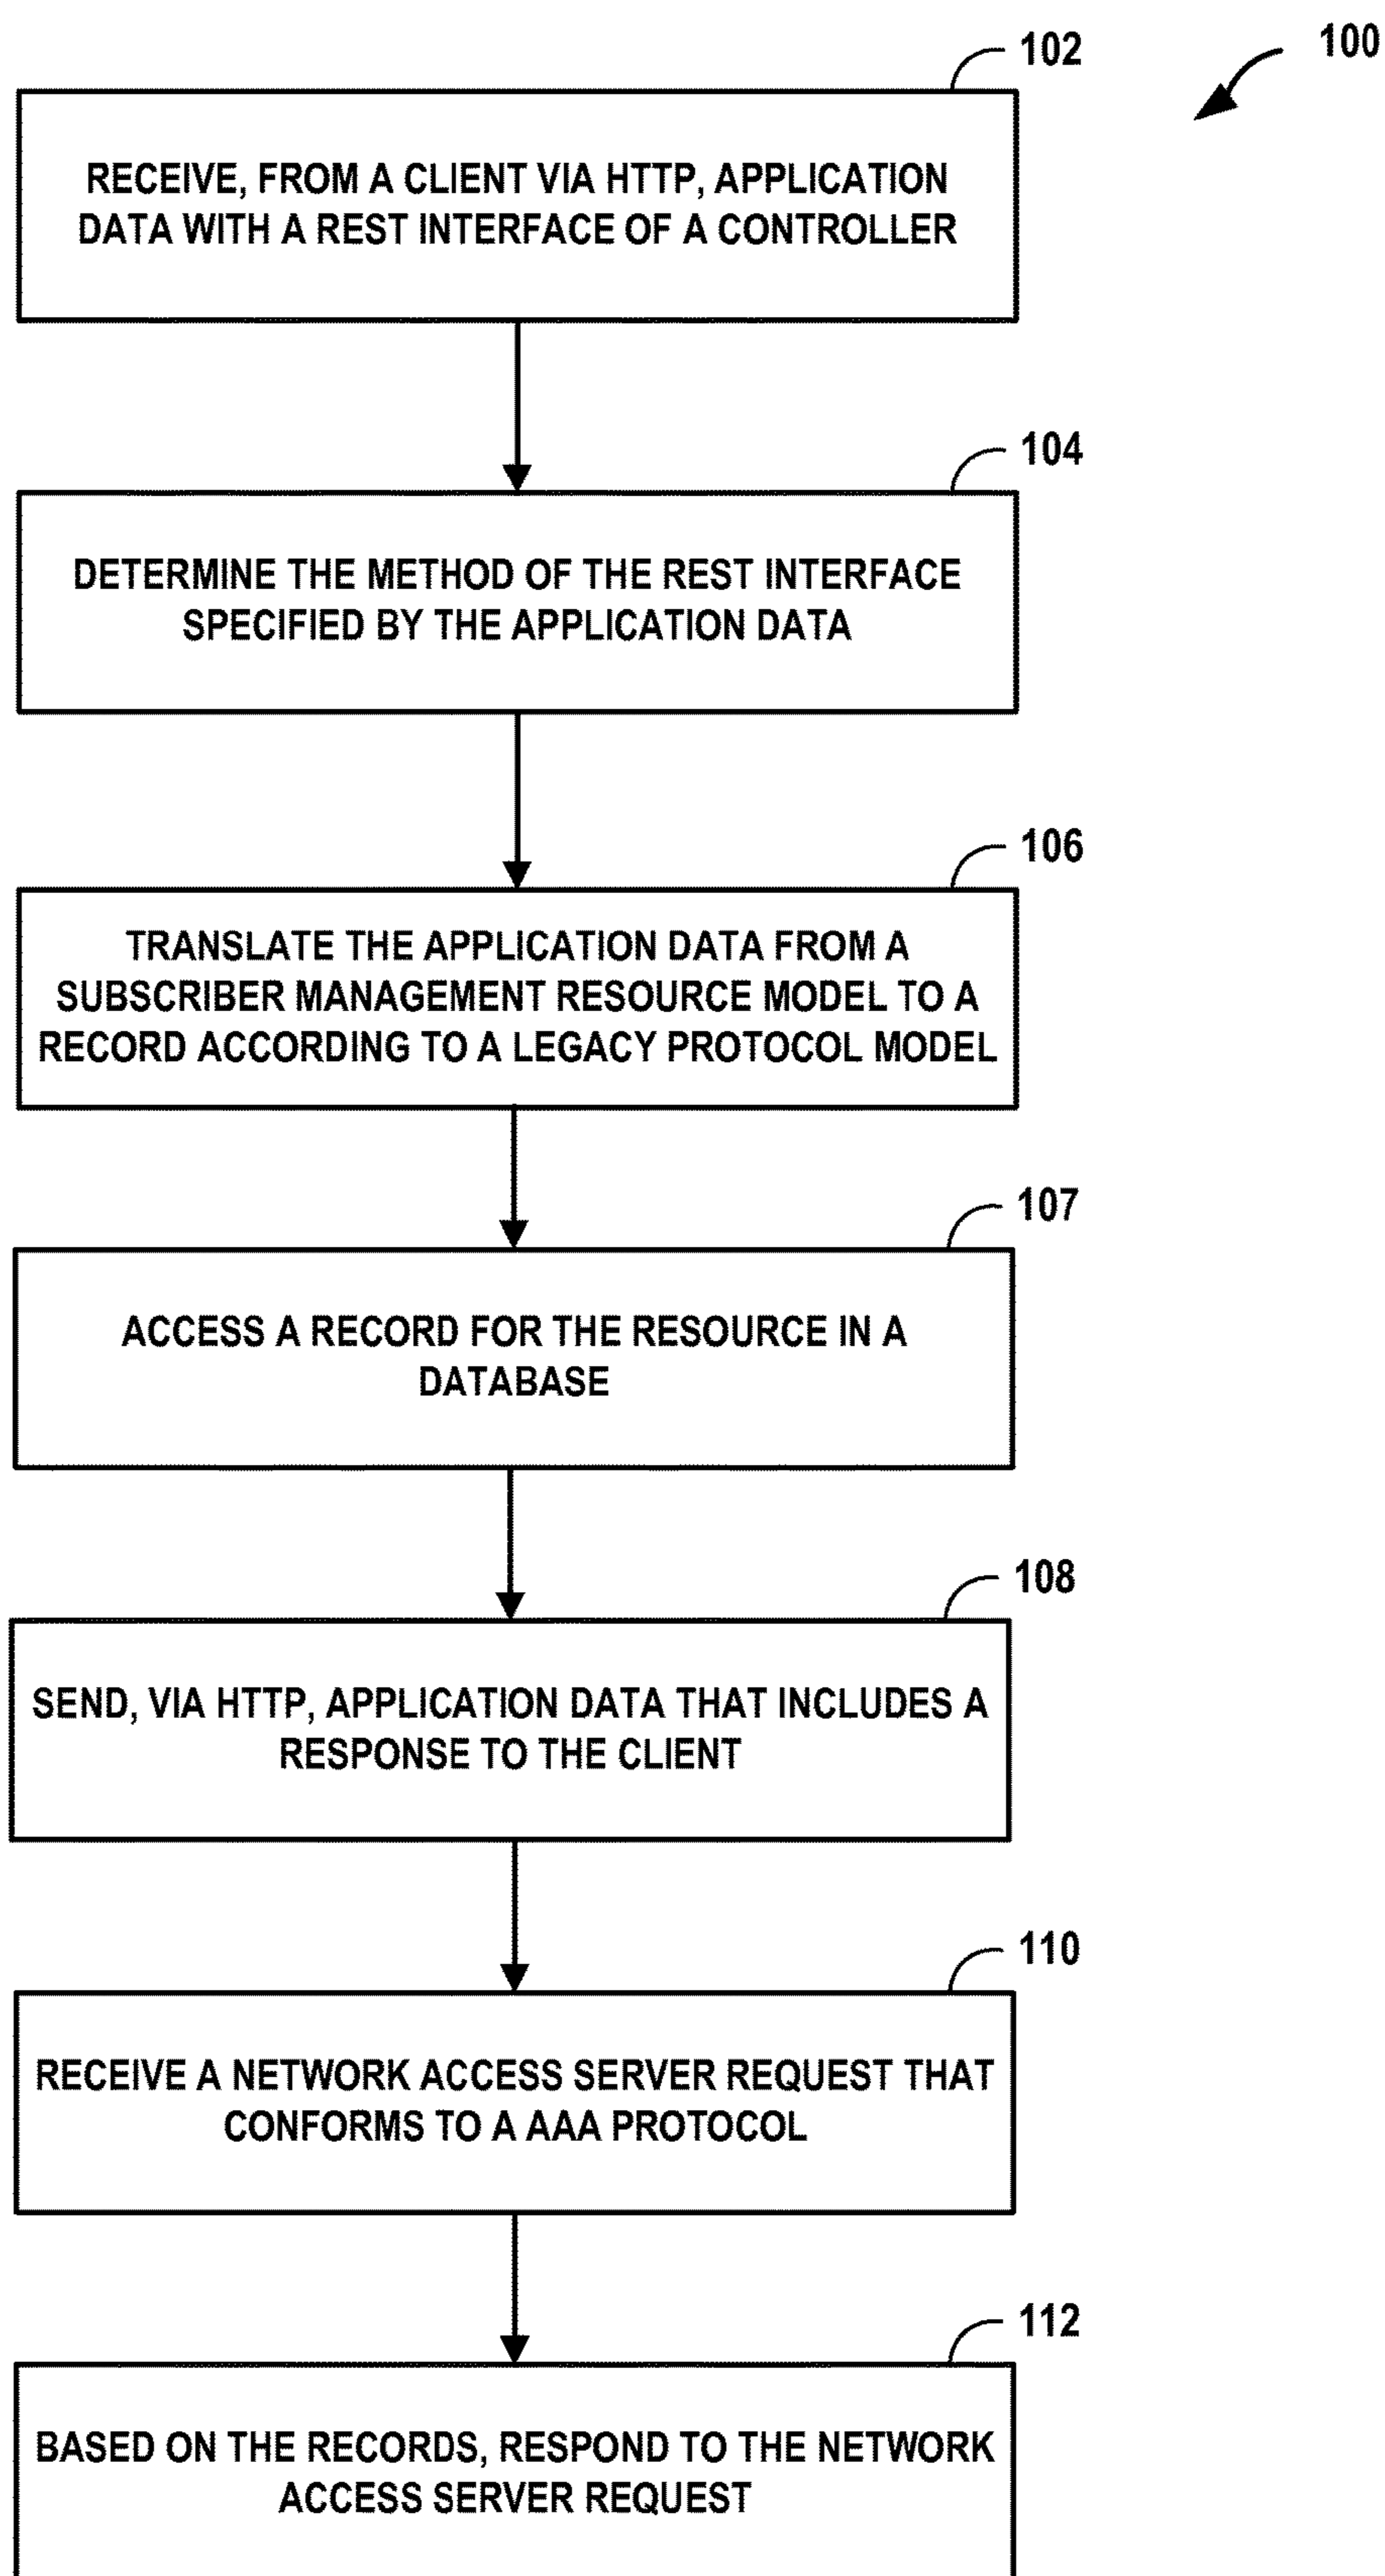 102
100
RECEIVE, FROM A CLIENT VIA HTTP, APPLICATION
DATA WITH A REST INTERFACE OF A CONTROLLER
104
DETERMINE THE METHOD OF THE REST INTERFACE
SPECIFIED BY THE APPLICATION DATA
106
TRANSLATE THE APPLICATION DATA FROM A
SUBSCRIBER MANAGEMENT RESOURCE MODEL TO A
RECORD ACCORDING TO A LEGACY PROTOCOL MODEL
107
ACCESS A RECORD FOR THE RESOURCE IN A
DATABASE
108
SEND, VIA HTTP, APPLICATION DATA THAT INCLUDES A
RESPONSE TO THE CLIENT
110
RECEIVE A NETWORK ACCESS SERVER REQUEST THAT
CONFORMS TO A AAA PROTOCOL
112
BASED ON THE RECORDS, RESPOND TO THE NETWORK
ACCESS SERVER REQUEST